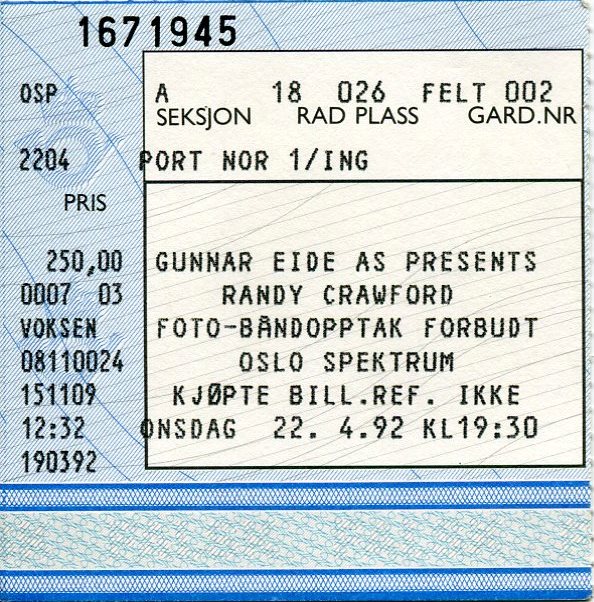 1671945
OSP A 18 026 FELT 002
SEKSJON RAD PLASS GARD.NR
2204 PORT NOR 1/ING
PRIS
250,00 GUNNAR EIDE AS PRESENTS
0007 03 RANDY CRAWFORD
VOKSEN FOTO-BÅNDOPPTAK FORBUDT
08110024 OSLO SPEKTRUM
151109 KJØPTE BILL.REF. IKKE
12:32 ONSDAG 22. 4.92 KL19:30
190392